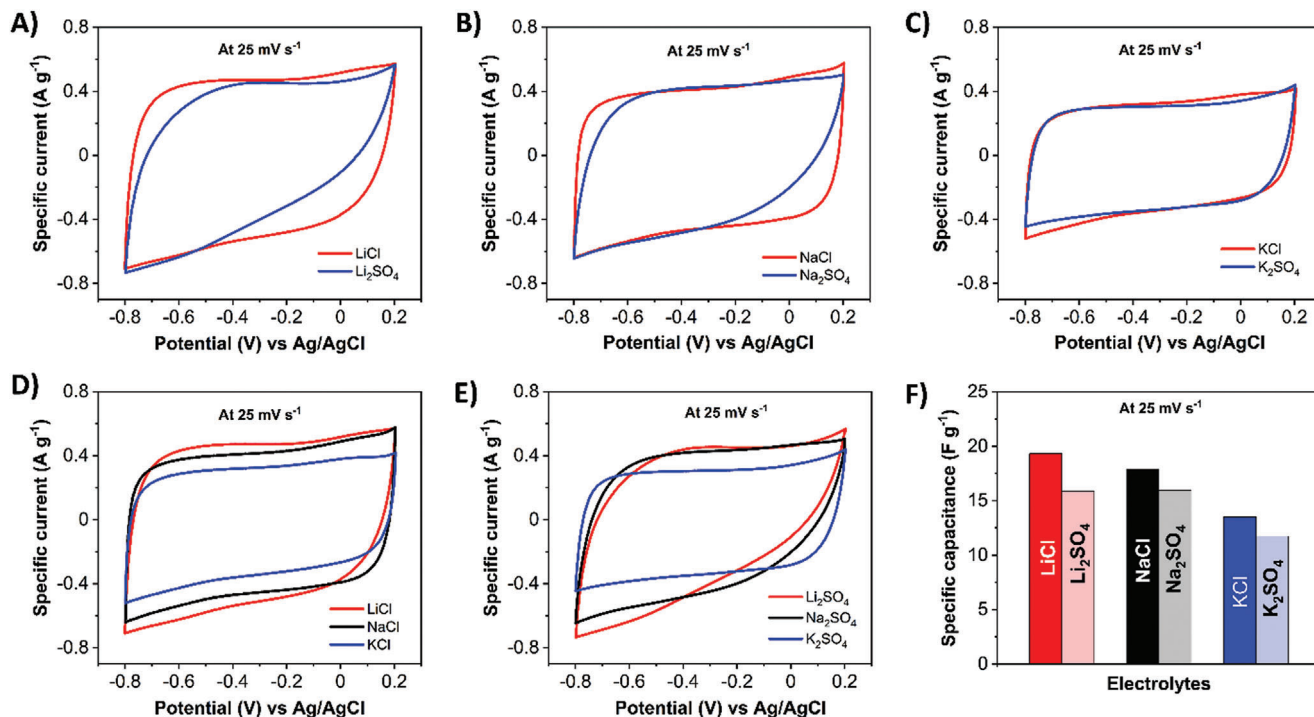 A)
At 25 mV s⁻¹
Specific current (A g⁻¹)
0.8
0.4
0
-0.4
-0.8
LiCl
Li₂SO₄
-0.8 -0.6 -0.4 -0.2 0 0.2
Potential (V) vs Ag/AgCl
B)
At 25 mV s⁻¹
Specific current (A g⁻¹)
0.8
0.4
0
-0.4
-0.8
NaCl
Na₂SO₄
-0.8 -0.6 -0.4 -0.2 0 0.2
Potential (V) vs Ag/AgCl
C)
At 25 mV s⁻¹
Specific current (A g⁻¹)
0.8
0.4
0
-0.4
-0.8
KCl
K₂SO₄
-0.8 -0.6 -0.4 -0.2 0 0.2
Potential (V) vs Ag/AgCl
D)
At 25 mV s⁻¹
Specific current (A g⁻¹)
0.8
0.4
0
-0.4
-0.8
LiCl
NaCl
KCl
-0.8 -0.6 -0.4 -0.2 0 0.2
Potential (V) vs Ag/AgCl
E)
At 25 mV s⁻¹
Specific current (A g⁻¹)
0.8
0.4
0
-0.4
-0.8
Li₂SO₄
Na₂SO₄
K₂SO₄
-0.8 -0.6 -0.4 -0.2 0 0.2
Potential (V) vs Ag/AgCl
F)
At 25 mV s⁻¹
Specific capacitance (F g⁻¹)
25
20
15
10
5
0
LiCl
Li₂SO₄
NaCl
Na₂SO₄
KCl
K₂SO₄
Electrolytes